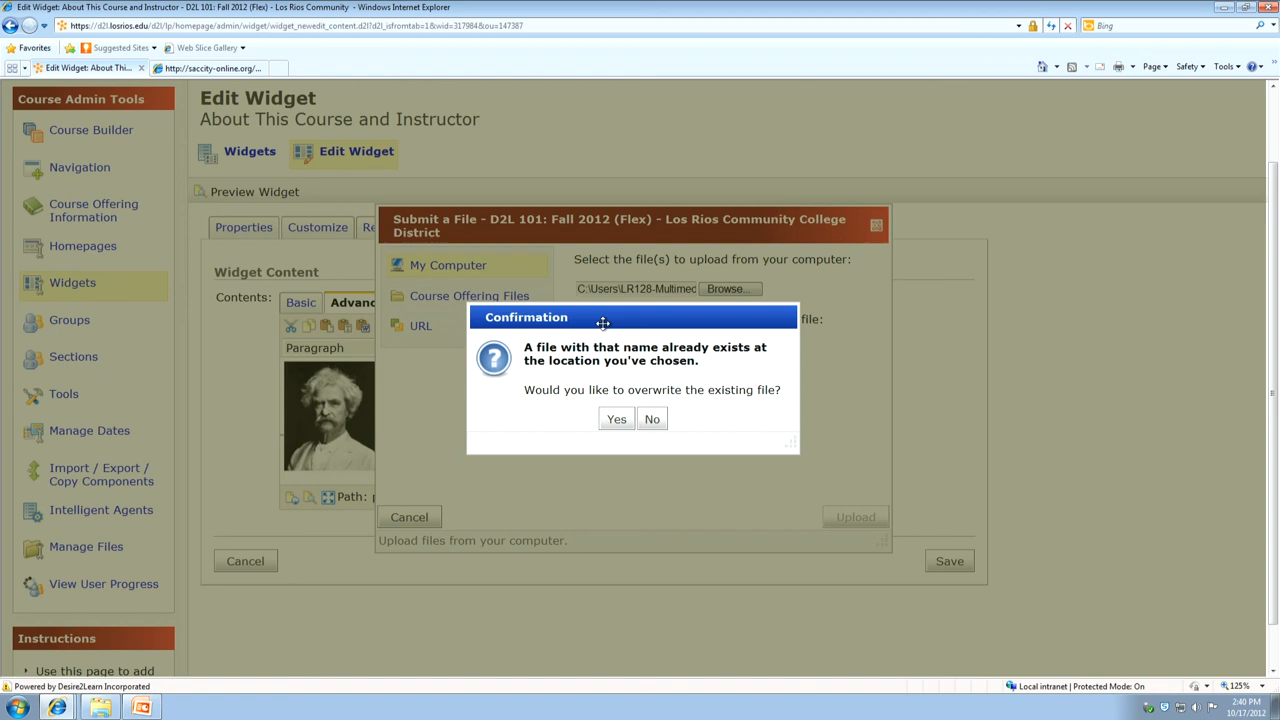 Edit Widget: About This Course and Instructor - D2L 101: Fall 2012 (Flex) - Los Rios Community College District - Windows Internet Explorer
https://d2l.losrios.edu/d2l/lp/homepage/admin/widget/widget_newedit_content.d2l?d2l_isfromtab=1&wid=317984&ou=147387
Bing
Favorites
Suggested Sites
Web Slice Gallery
Edit Widget: About Thi...
http://saccity-online.org/...
Page
Safety
Tools
Course Admin Tools
Course Builder
Navigation
Course Offering
Information
Homepages
Widgets
Groups
Sections
Tools
Manage Dates
Import / Export /
Copy Components
Intelligent Agents
Manage Files
View User Progress
Instructions
Use this page to add
Edit Widget
About This Course and Instructor
Widgets
Edit Widget
Preview Widget
Properties
Customize
Re
Widget Content
Contents:
Basic
Advan
Paragraph
Path: p
Cancel
Save
Submit a File - D2L 101: Fall 2012 (Flex) - Los Rios Community College
District
My Computer
Course Offering Files
URL
Select the file(s) to upload from your computer:
C:\Users\LR128-Multimed
Browse...
file:
Cancel
Upload
Upload files from your computer.
Confirmation
A file with that name already exists at
the location you've chosen.
Would you like to overwrite the existing file?
Yes
No
Powered by Desire2Learn Incorporated
Local intranet | Protected Mode: On
125%
2:40 PM
10/17/2012